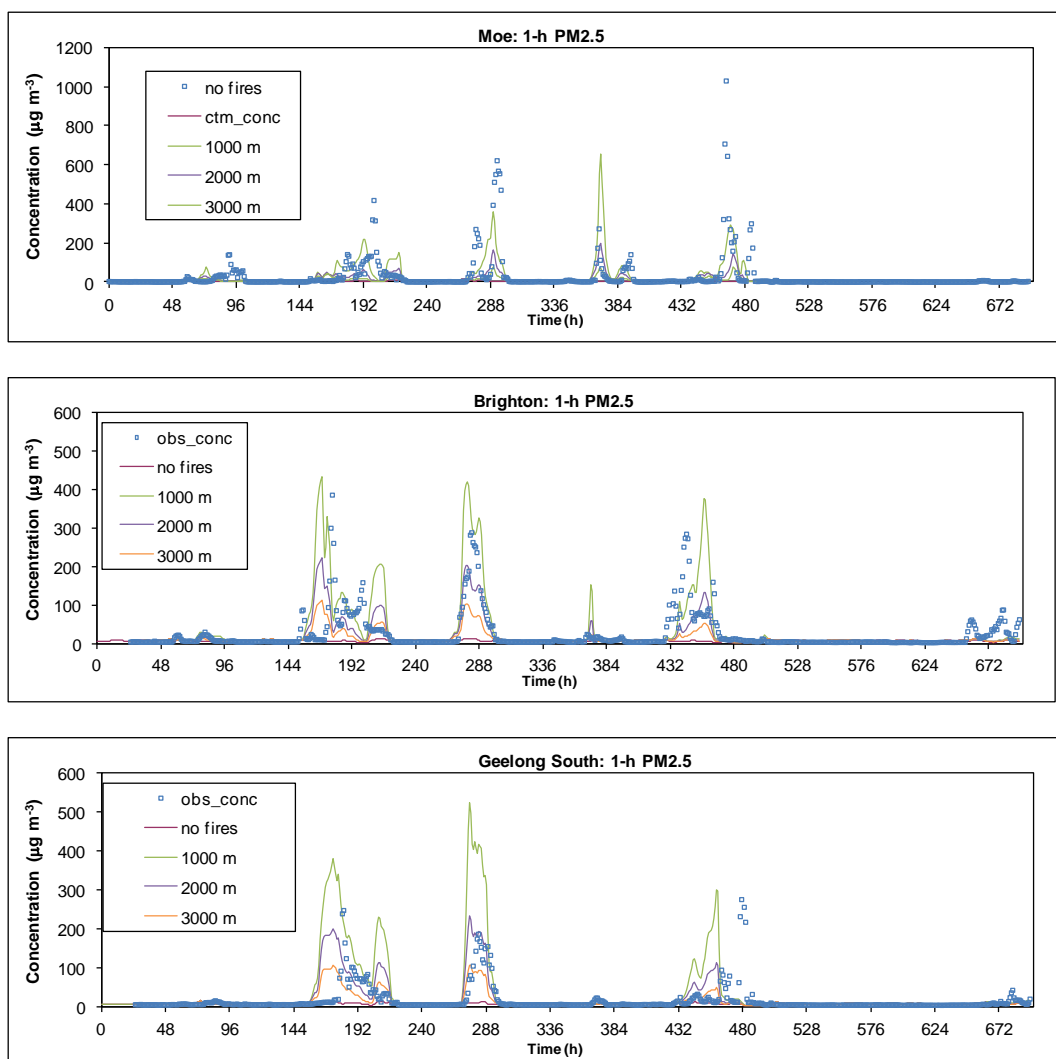 Moe: 1-h PM2.5
Concentration (µg m⁻³)
1200
1000
800
600
400
200
0
no fires
ctm_conc
1000 m
2000 m
3000 m
0 48 96 144 192 240 288 336 384 432 480 528 576 624 672
Time (h)
Brighton: 1-h PM2.5
Concentration (µg m⁻³)
600
500
400
300
200
100
0
obs_conc
no fires
1000 m
2000 m
3000 m
0 48 96 144 192 240 288 336 384 432 480 528 576 624 672
Time (h)
Geelong South: 1-h PM2.5
Concentration (µg m⁻³)
600
500
400
300
200
100
0
obs_conc
no fires
1000 m
2000 m
3000 m
0 48 96 144 192 240 288 336 384 432 480 528 576 624 672
Time (h)